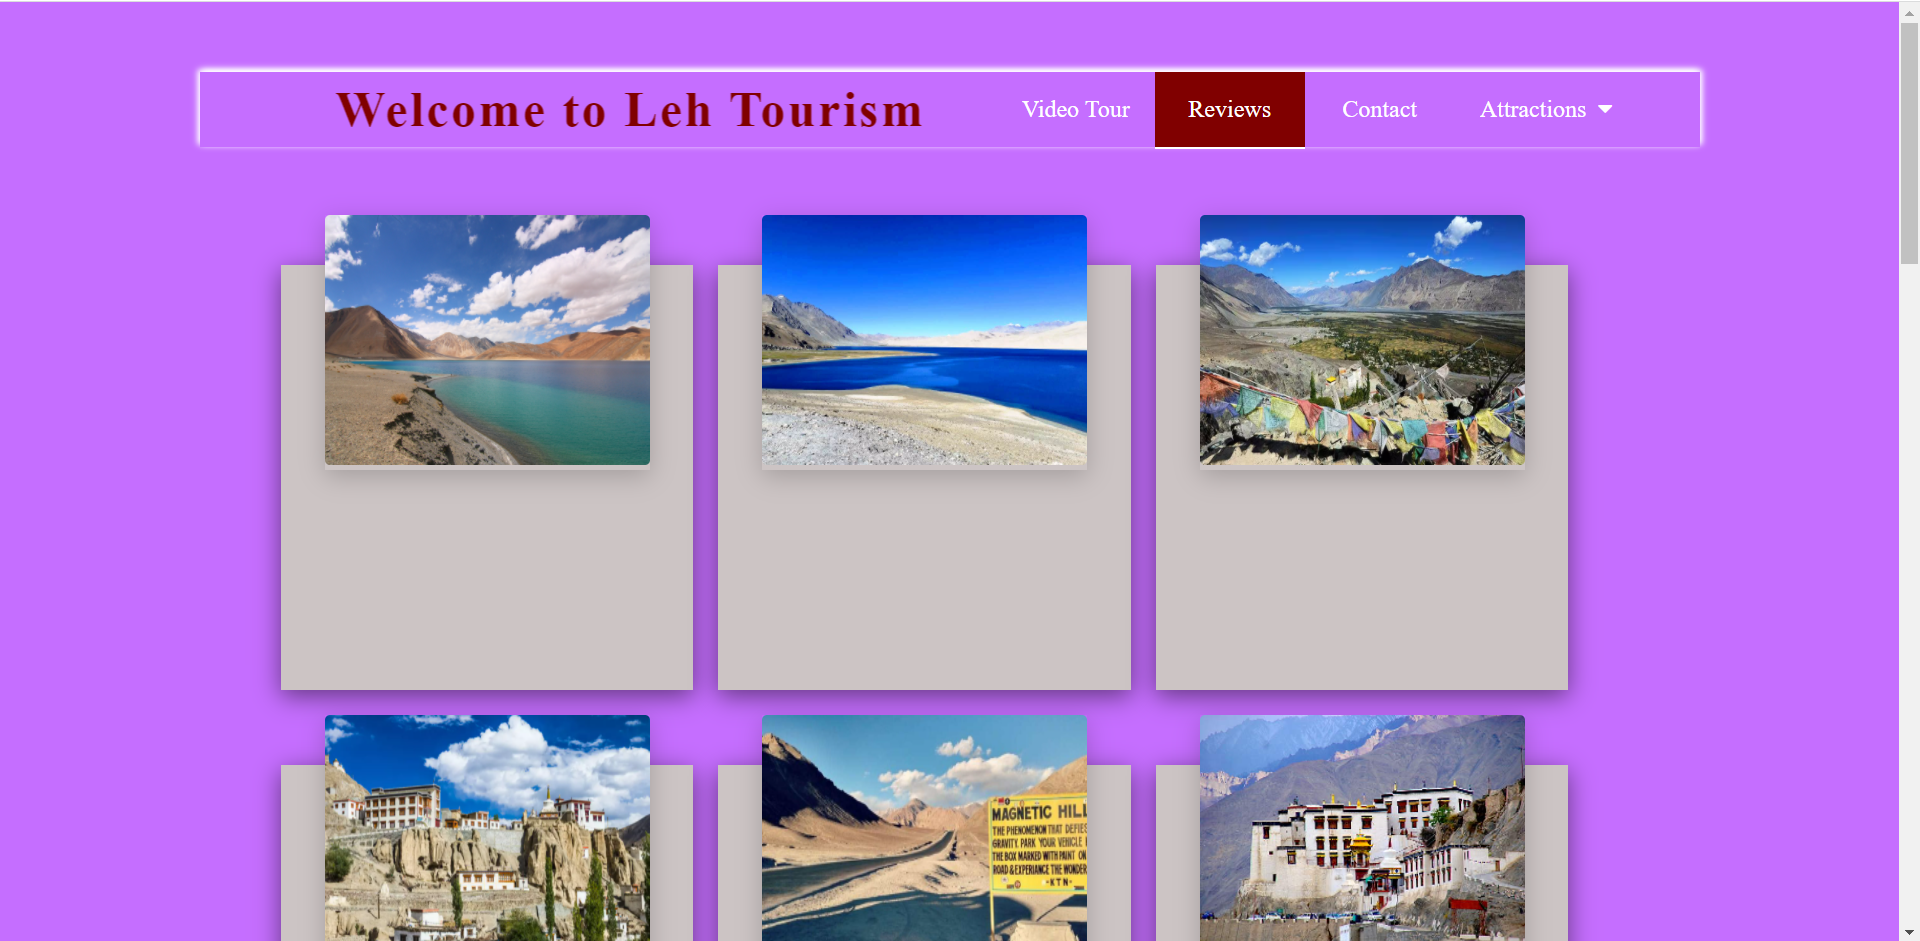 Welcome to Leh Tourism
Video Tour
Reviews
Contact
Attractions
MAGNETIC HILL
THE PHENOMENON THAT DEFIES
GRAVITY. PARK YOUR VEHICLE
THE BOX MARKED WITH PAINT ON
ROAD & EXPERIANCE THE WONDER
- KTN -